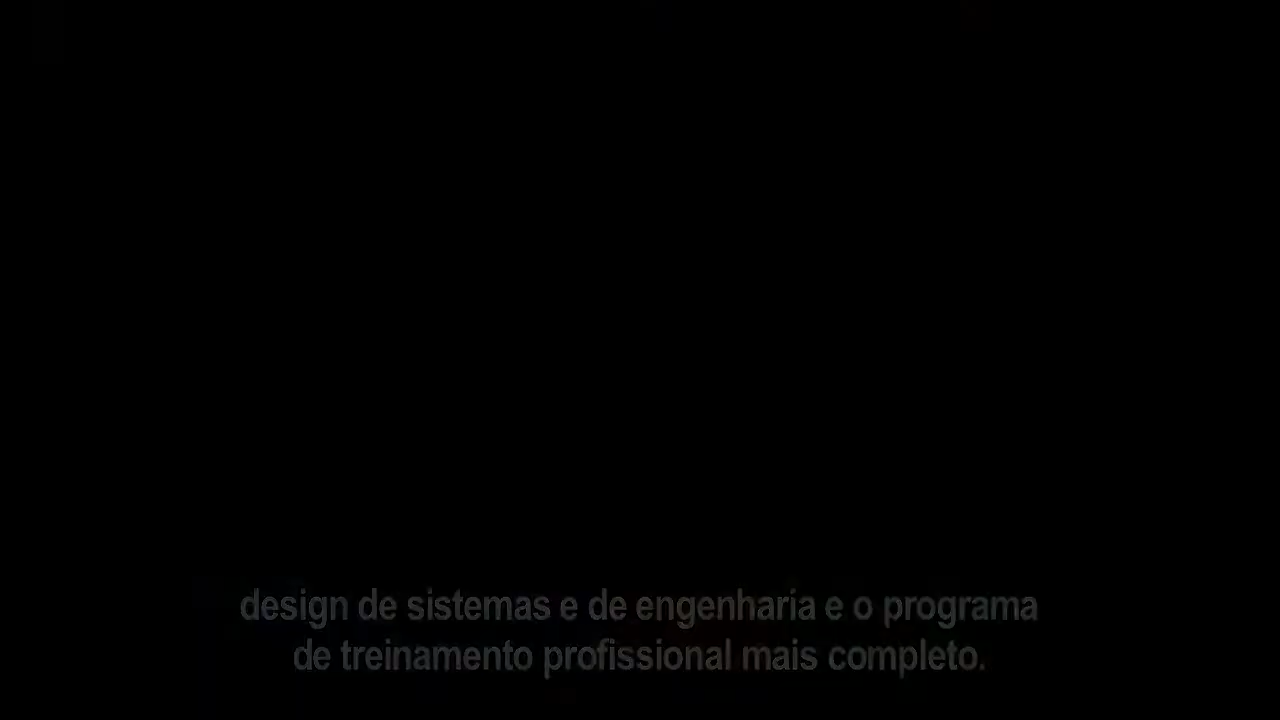 design de sistemas e de engenharia e o programa
de treinamento profissional mais completo.